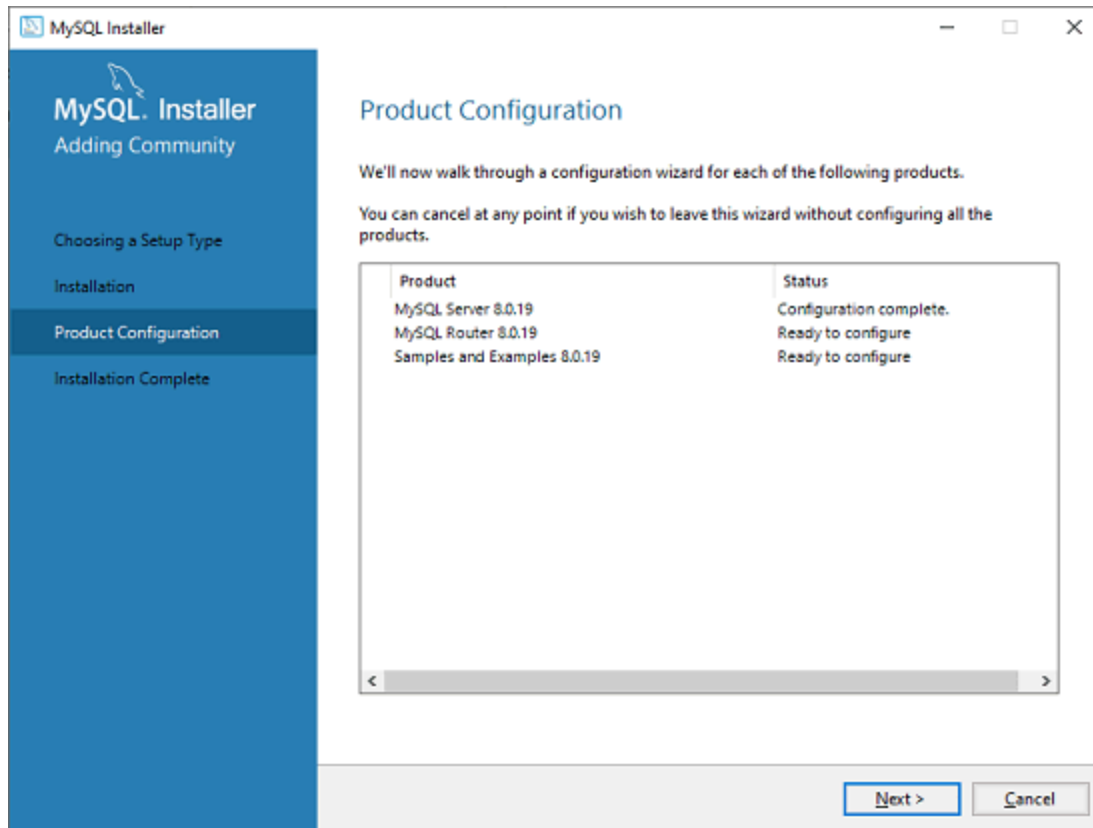 MySQL Installer
MySQL. Installer
Adding Community
Choosing a Setup Type
Installation
Product Configuration
Installation Complete
Product Configuration
We'll now walk through a configuration wizard for each of the following products.
You can cancel at any point if you wish to leave this wizard without configuring all the
products.
Product Status
MySQL Server 8.0.19 Configuration complete.
MySQL Router 8.0.19 Ready to configure
Samples and Examples 8.0.19 Ready to configure
Next > Cancel